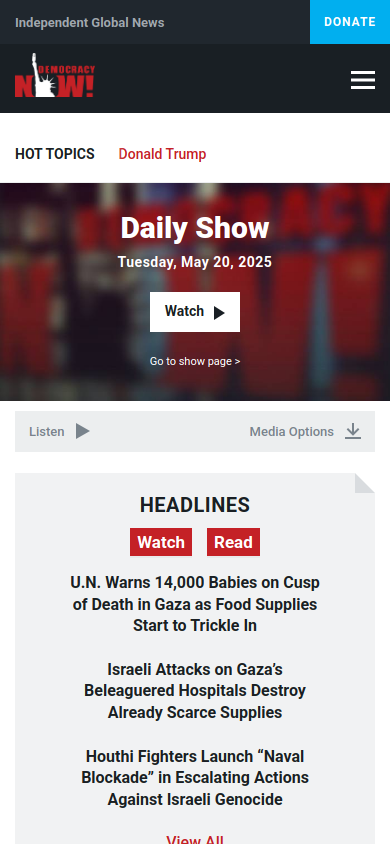 Independent Global News
DONATE
DEMOCRACY
NOW!
HOT TOPICS Donald Trump
Daily Show
Tuesday, May 20, 2025
Watch
Go to show page >
Listen
Media Options
HEADLINES
Watch Read
U.N. Warns 14,000 Babies on Cusp
of Death in Gaza as Food Supplies
Start to Trickle In
Israeli Attacks on Gaza’s
Beleaguered Hospitals Destroy
Already Scarce Supplies
Houthi Fighters Launch “Naval
Blockade” in Escalating Actions
Against Israeli Genocide
View All